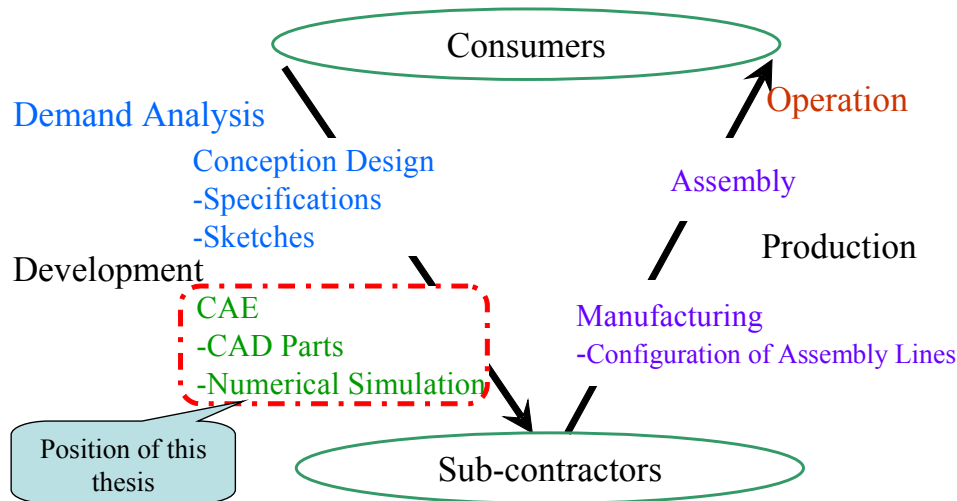 Consumers
Demand Analysis
Operation
Conception Design
-Specifications
-Sketches
Assembly
Production
Development
CAE
-CAD Parts
-Numerical Simulation
Manufacturing
-Configuration of Assembly Lines
Position of this
thesis
Sub-contractors